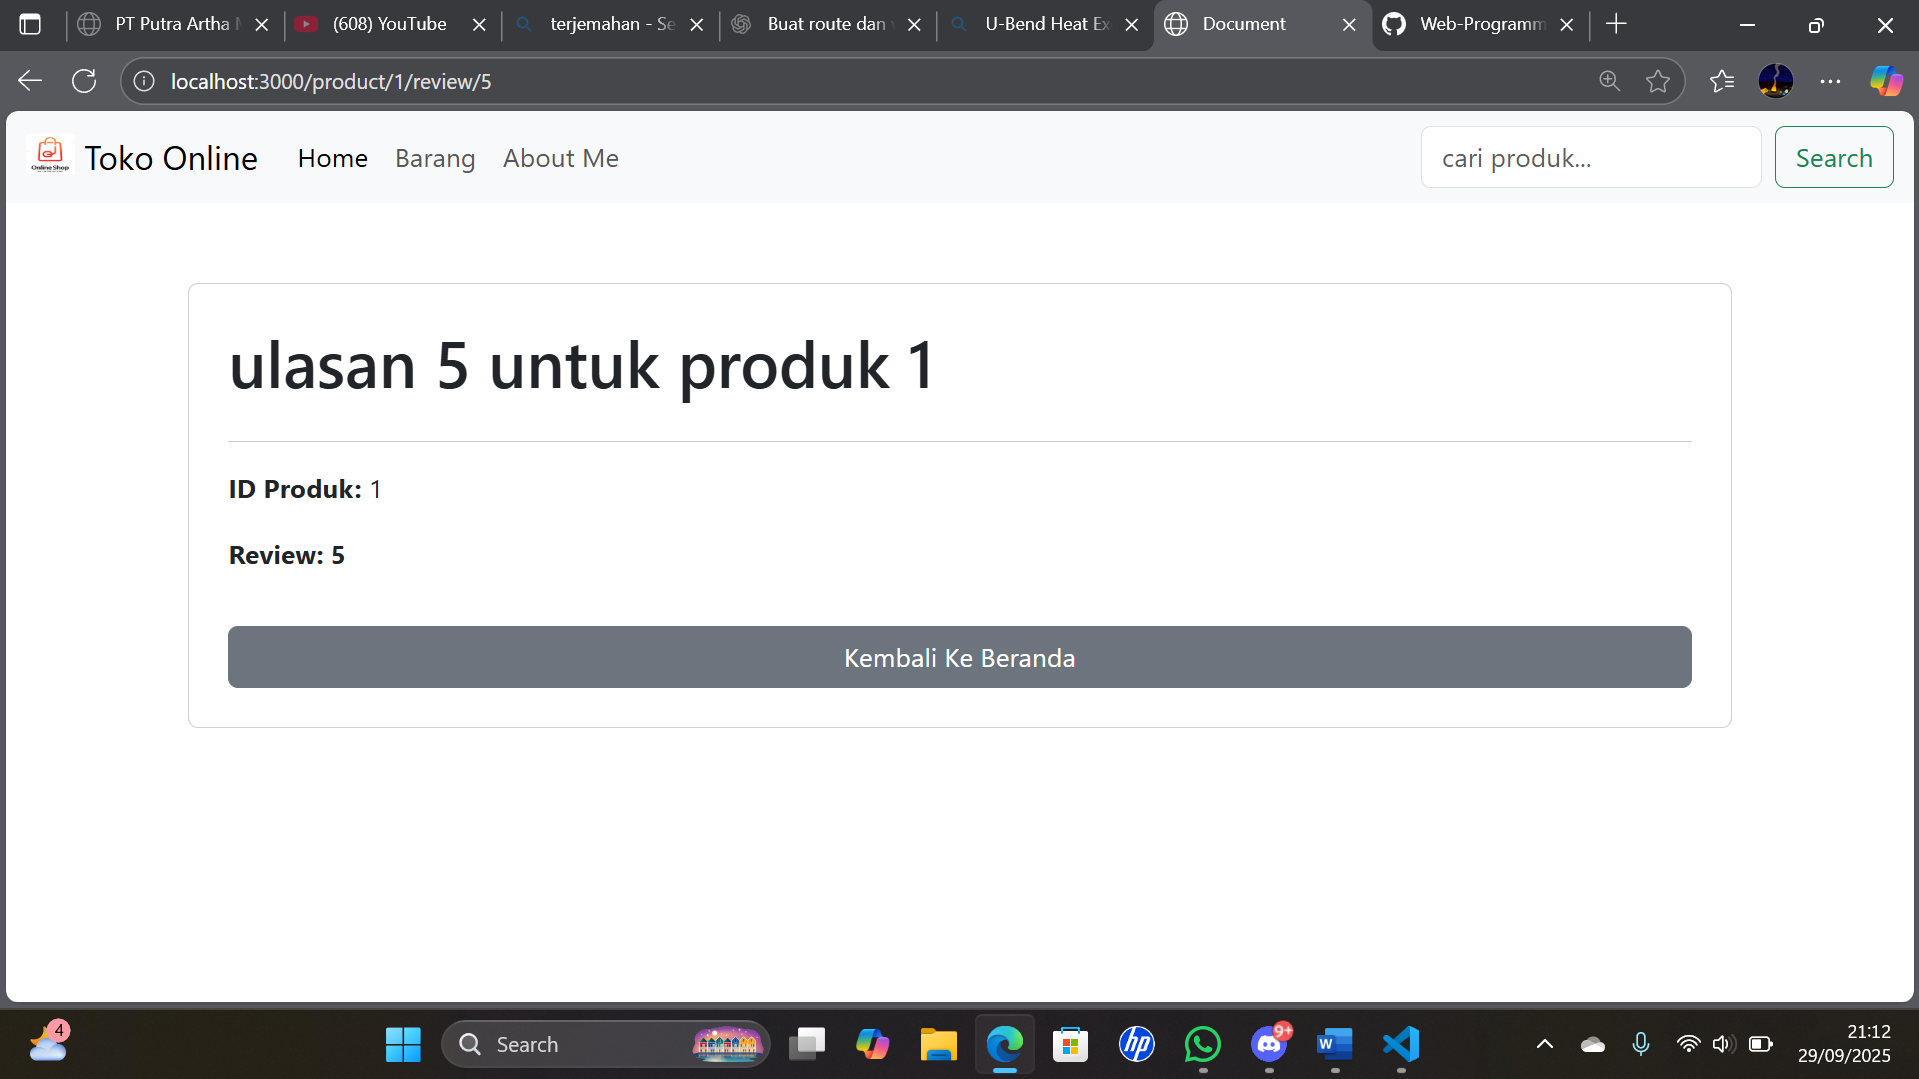 PT Putra Artha
(608) YouTube
terjemahan - Se
Buat route dan
U-Bend Heat Ex
Document
Web-Programm
localhost:3000/product/1/review/5
Online Shop
Toko Online
Home
Barang
About Me
cari produk...
Search
ulasan 5 untuk produk 1
ID Produk: 1
Review: 5
Kembali Ke Beranda
4
Search
hp
9+
W
21:12
29/09/2025